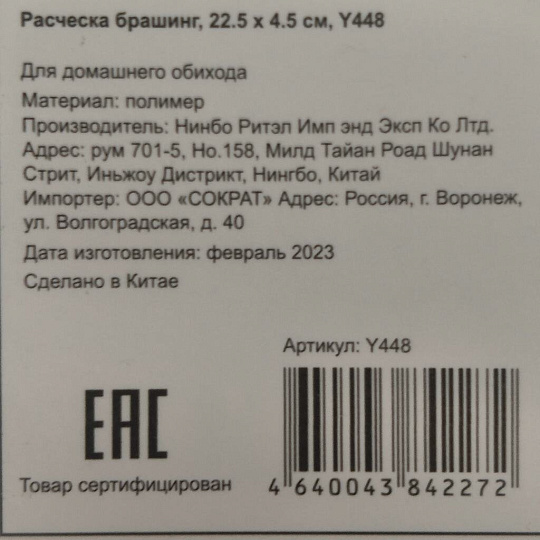 Расческа брашинг, 22.5 х 4.5 см, Y448
Для домашнего обихода
Материал: полимер
Производитель: Нинбо Ритэл Имп энд Эксп Ко Лтд.
Адрес: рум 701-5, Но.158, Милд Тайан Роад Шунан
Стрит, Иньжоу Дистрикт, Нингбо, Китай
Импортер: ООО «СОКРАТ» Адрес: Россия, г. Воронеж,
ул. Волгоградская, д. 40
Дата изготовления: февраль 2023
Сделано в Китае
Артикул: Y448
EAC
Товар сертифицирован
4 640043 842272